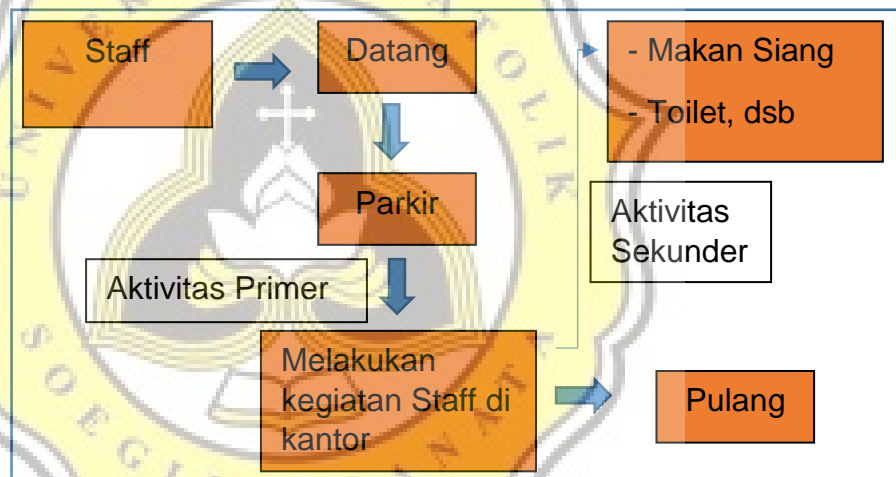 Staff
Datang
- Makan Siang
- Toilet, dsb
Parkir
Aktivitas
Sekunder
Aktivitas Primer
Melakukan
kegiatan Staff di
kantor
Pulang